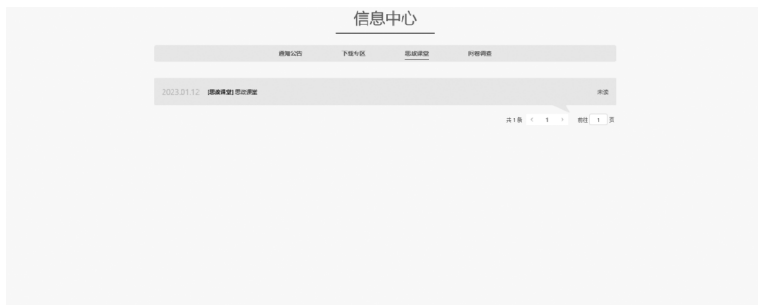 信息中心
通知公告 下载专区 思政课堂 问卷调查
2023.01.12 [思政课堂] 思政课堂
共 1 条 < 1 > 前往 1 页